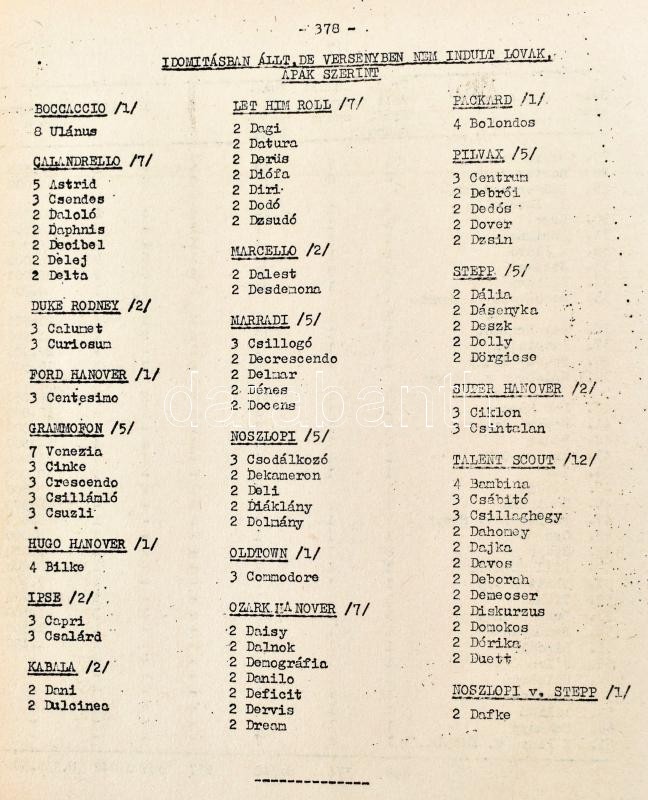 - 378 -
IDOMITÁSBAN ÁLLT, DE VERSENYBEN NEM INDULT LOVAK,
APÁK SZERINT
BOCCACCIO /1/
8 Ulánus
CALANDRELLO /7/
5 Astrid
3 Csendes
2 Daloló
2 Daphnis
2 Decibel
2 Delej
2 Delta
DUKE RODNEY /2/
3 Calumet
3 Curiosum
FORD HANOVER /1/
3 Centesimo
GRAMMOFON /5/
7 Venezia
3 Cinke
3 Crescendo
3 Csillámló
3 Csuzli
HUGO HANOVER /1/
4 Bilke
IPSE /2/
3 Capri
3 Csalárd
KABALA /2/
2 Dani
2 Dulcinea
LET HIM ROLL /7/
2 Dagi
2 Datura
2 Derüs
2 Diófa
2 Diri
2 Dodó
2 Dzsudó
MARCELLO /2/
2 Dalest
2 Desdemona
MARRADI /5/
3 Csillogó
2 Decrescendo
2 Delmar
2 Dénes
2 Docens
NOSZLOPI /5/
3 Csodálkozó
2 Dekameron
2 Deli
2 Diáklány
2 Dolmány
OLDTOWN /1/
3 Commodore
OZARK HANOVER /7/
2 Daisy
2 Dalnok
2 Demográfia
2 Danilo
2 Deficit
2 Dervis
2 Dream
PACKARD /1/
4 Bolondos
PILVAX /5/
3 Centrum
2 Debrői
2 Dedós
2 Dover
2 Dzsin
STEPP /5/
2 Dália
2 Dásenyka
2 Deszk
2 Dolly
2 Dörgicse
SUPER HANOVER /2/
3 Ciklon
3 Csintalan
TALENT SCOUT /12/
4 Bambina
3 Csábitó
3 Csillaghegy
2 Dahomey
2 Dajka
2 Davos
2 Deborah
2 Demecser
2 Diskurzus
2 Domokos
2 Dórika
2 Duett
NOSZLOPI v. STEPP /1/
2 Dafke
darabanth